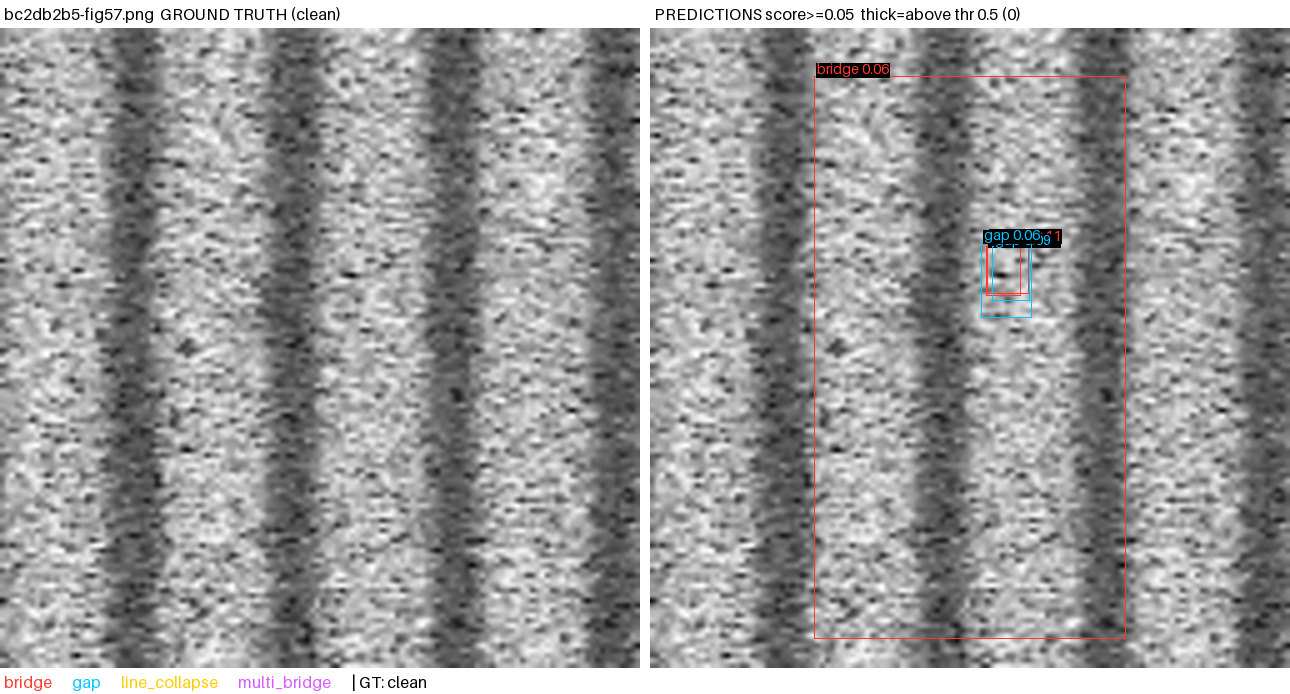 bc2db2b5-fig57.png GROUND TRUTH (clean)
PREDICTIONS score>=0.05 thick=above thr 0.5 (0)
bridge 0.06
gap 0.06
bridge gap line_collapse multi_bridge | GT: clean